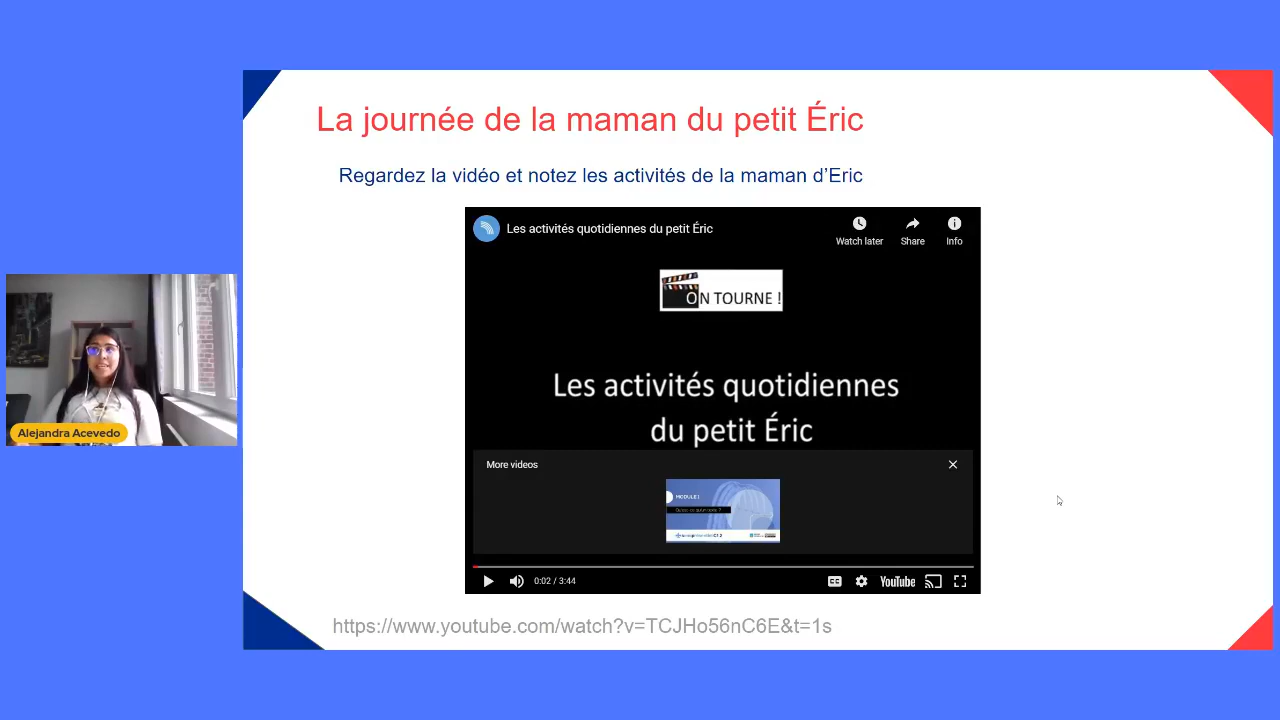 La journée de la maman du petit Éric
Regardez la vidéo et notez les activités de la maman d'Eric
Les activités quotidiennes du petit Éric
Watch later
Share
Info
ON TOURNE !
Les activités quotidiennes
du petit Éric
More videos
MODULE 1
0:02 / 3:44
CC
YouTube
https://www.youtube.com/watch?v=TCJHo56nC6E&t=1s
Alejandra Acevedo